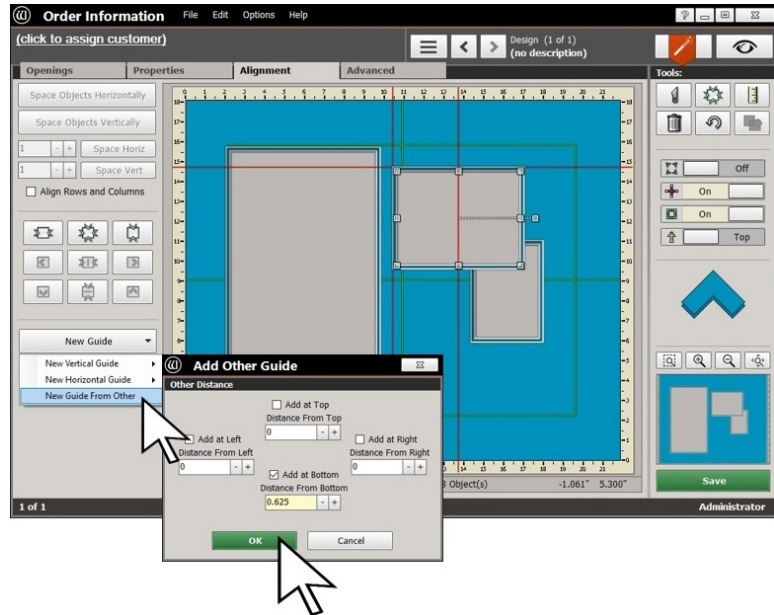 Order Information File Edit Options Help
(click to assign customer)
Design (1 of 1)
(no description)
Openings Properties Alignment Advanced
Tools:
Space Objects Horizontally
Space Objects Vertically
1 - + Space Horiz
1 - + Space Vert
Align Rows and Columns
Off
On
On
Top
New Guide
New Vertical Guide
New Horizontal Guide
New Guide From Other
Add Other Guide
Other Distance
Add at Top
Distance From Top
0 - +
Add at Left
Distance From Left
0 - +
Add at Right
Distance From Right
0 - +
Add at Bottom
Distance From Bottom
0.625 - +
OK Cancel
Object(s) -1.061" 5.300"
Save
1 of 1 Administrator